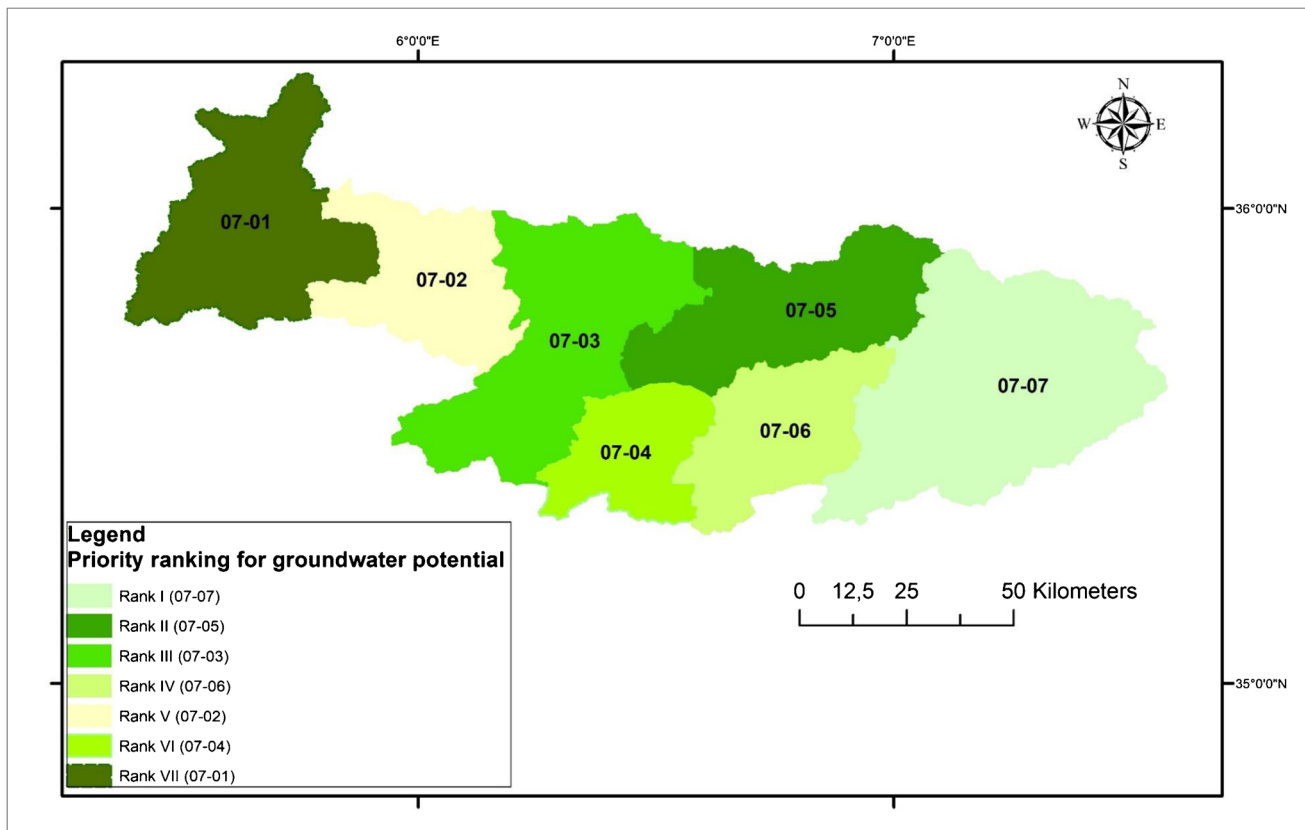 6°0'0"E
7°0'0"E
N
W
E
S
36°0'0"N
07-01
07-02
07-03
07-05
07-07
07-06
07-04
Legend
Priority ranking for groundwater potential
Rank I (07-07)
Rank II (07-05)
Rank III (07-03)
Rank IV (07-06)
Rank V (07-02)
Rank VI (07-04)
Rank VII (07-01)
0 12,5 25 50 Kilometers
35°0'0"N